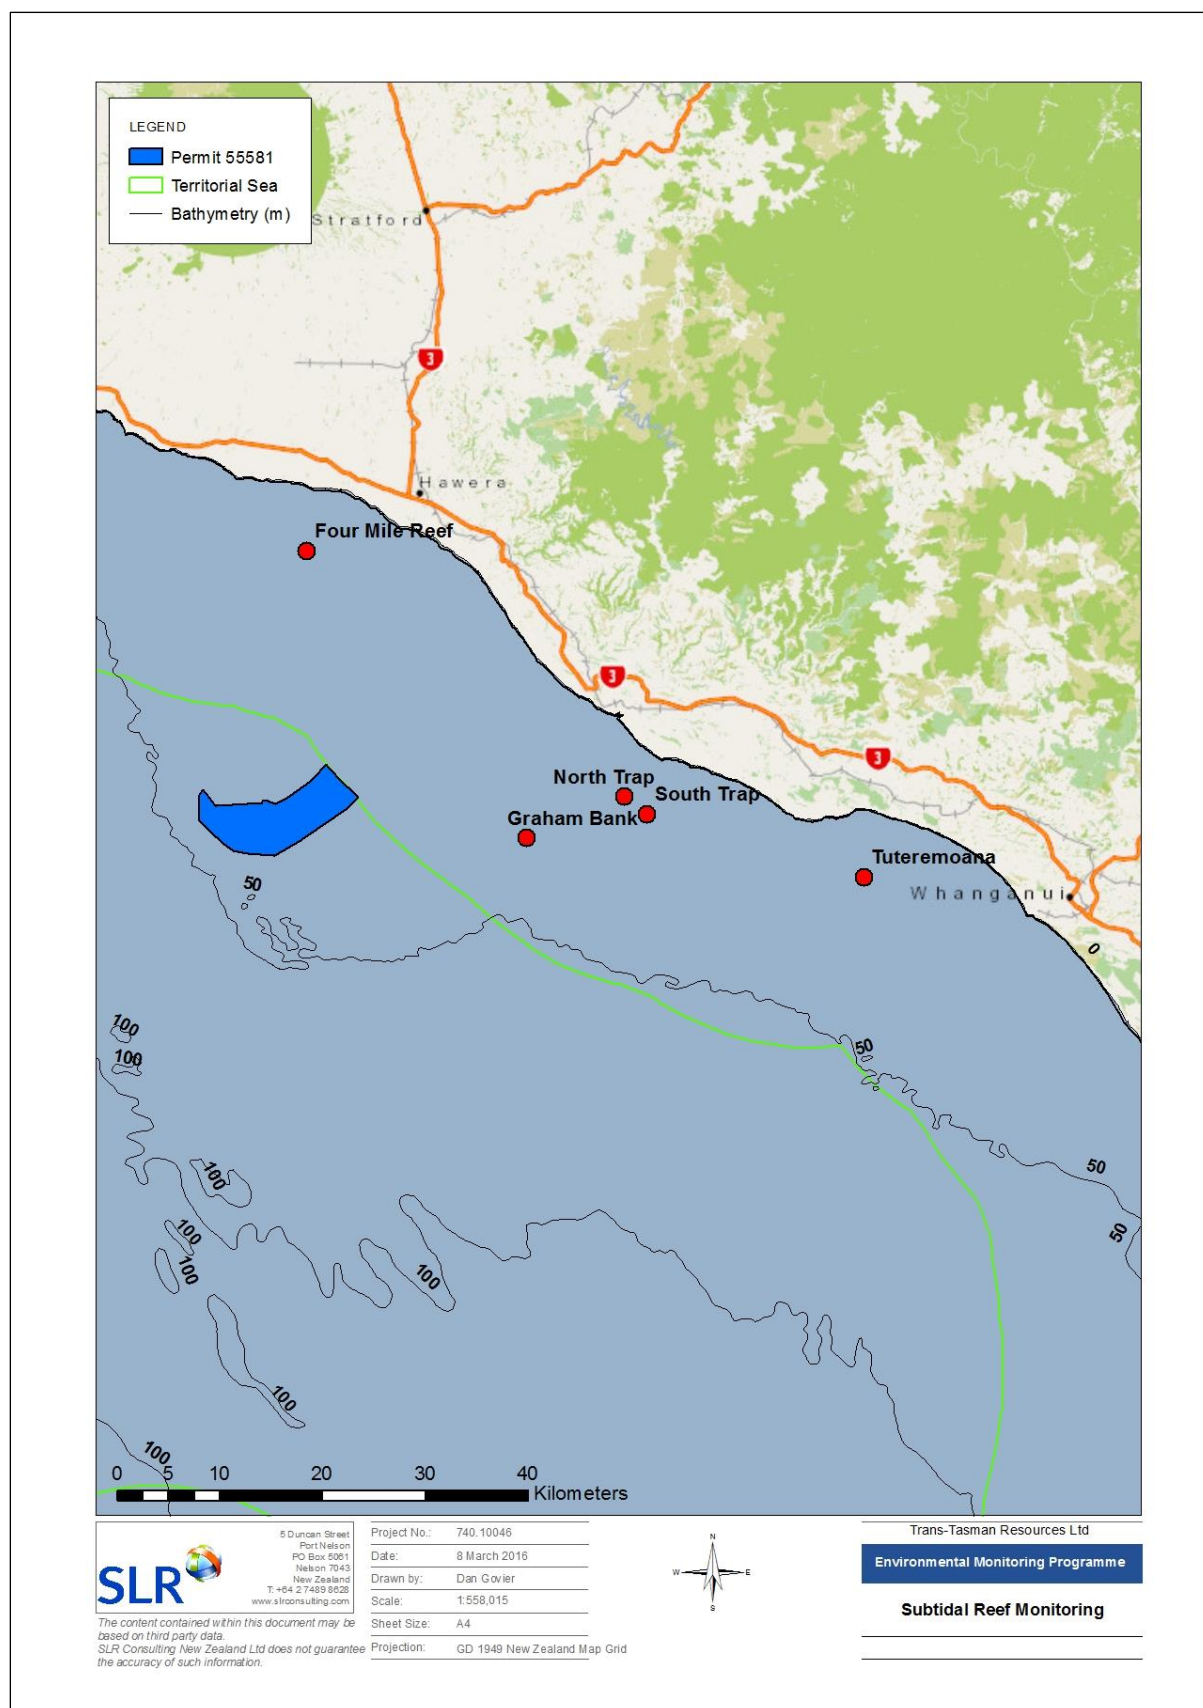 LEGEND
Permit 55581
Territorial Sea
Bathymetry (m)
Stratford
3
Hawera
Four Mile Reef
3
3
North Trap
South Trap
Graham Bank
Tuteremoana
Whanganui
50
0
100
100
50
50
50
100
100
100
100
100
100
0 5 10 20 30 40
Kilometers
SLR
5 Duncan Street
Port Nelson
PO Box 5061
Nelson 7043
New Zealand
T: +64 2 7489 8628
www.slrconsulting.com
The content contained within this document may be
based on third party data.
SLR Consulting New Zealand Ltd does not guarantee
the accuracy of such information.
Project No.: 740.10046
Date: 8 March 2016
Drawn by: Dan Govier
Scale: 1:558,015
Sheet Size: A4
Projection: GD 1949 New Zealand Map Grid
N
W E
S
Trans-Tasman Resources Ltd
Environmental Monitoring Programme
Subtidal Reef Monitoring